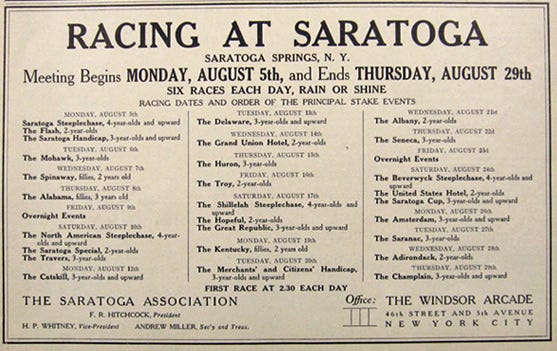 RACING AT SARATOGA
SARATOGA SPRINGS, N. Y.
Meeting Begins MONDAY, AUGUST 5th, and Ends THURSDAY, AUGUST 29th
SIX RACES EACH DAY, RAIN OR SHINE
RACING DATES AND ORDER OF THE PRINCIPAL STAKE EVENTS
MONDAY, AUGUST 5th
Saratoga Steeplechase, 4-year-olds and upward
The Flash, 2-year-olds
The Saratoga Handicap, 3-year-olds and upward
TUESDAY, AUGUST 6th
The Mohawk, 3-year-olds
WEDNESDAY, AUGUST 7th
The Spinaway, fillies, 2 years old
THURSDAY, AUGUST 8th
The Alabama, fillies, 3 years old
FRIDAY, AUGUST 9th
Overnight Events
SATURDAY, AUGUST 10th
The North American Steeplechase, 4-year-
olds and upward
The Saratoga Special, 2-year-olds
The Travers, 3-year-olds
MONDAY, AUGUST 12th
The Catskill, 3-year-olds and upward
TUESDAY, AUGUST 13th
The Delaware, 3-year-olds and upward
WEDNESDAY, AUGUST 14th
The Grand Union Hotel, 2-year-olds
THURSDAY, AUGUST 15th
The Huron, 3-year-olds
FRIDAY, AUGUST 16th
The Troy, 2-year-olds
SATURDAY, AUGUST 17th
The Shillelah Steeplechase, 4-year-olds and
upward
The Hopeful, 2-year-olds
The Great Republic, 3-year-olds and upward
MONDAY, AUGUST 19th
The Kentucky, fillies, 2 years old
TUESDAY, AUGUST 20th
The Merchants' and Citizens' Handicap,
3-year-olds and upward
WEDNESDAY, AUGUST 21st
The Albany, 2-year-olds
THURSDAY, AUGUST 22d
The Seneca, 3-year-olds
FRIDAY, AUGUST 23d
Overnight Events
SATURDAY, AUGUST 24th
The Beverwyck Steeplechase, 4-year-olds and
upward
The United States Hotel, 2-year-olds
The Saratoga Cup, 3-year-olds and upward
MONDAY, AUGUST 26th
The Amsterdam, 3-year-olds and upward
TUESDAY, AUGUST 27th
The Saranac, 3-year-olds
WEDNESDAY, AUGUST 28th
The Adirondack, 2-year-olds
THURSDAY, AUGUST 29th
The Champlain, 3-year-olds and upward
FIRST RACE AT 2.30 EACH DAY
THE SARATOGA ASSOCIATION
F. R. HITCHCOCK, President
H. P. WHITNEY, Vice-President ANDREW MILLER, Sec'y and Treas.
Office: THE WINDSOR ARCADE
46TH STREET AND 5TH AVENUE
NEW YORK CITY